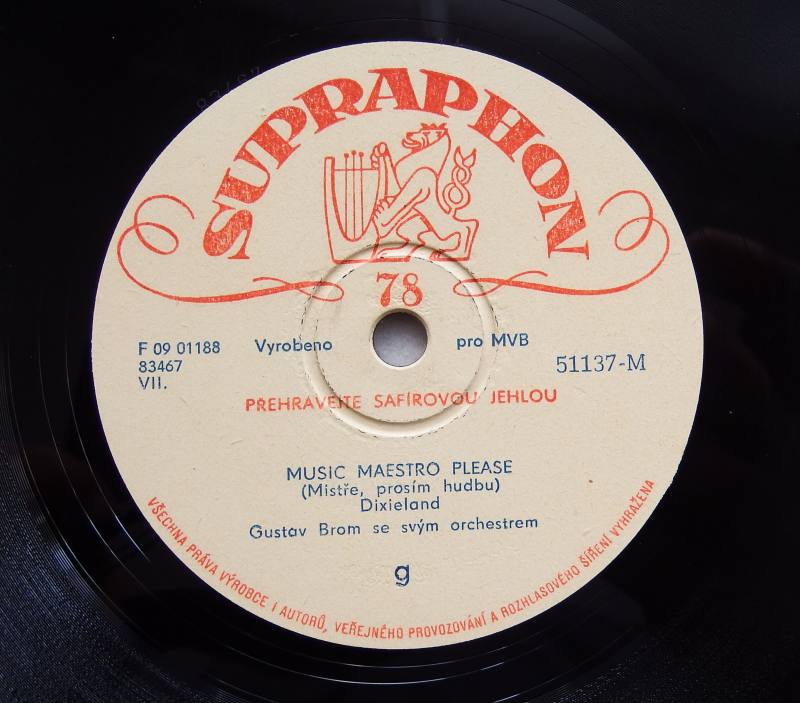 SUPRAPHON
78
F 09 01188
83467
VII.
Vyrobeno pro MVB
51137-M
PŘEHRÁVEJTE SAFÍROVOU JEHLOU
MUSIC MAESTRO PLEASE
(Mistře, prosím hudbu)
Dixieland
Gustav Brom se svým orchestrem
g
VŠECHNA PRÁVA VÝROBCE I AUTORŮ, VEŘEJNÉHO PROVOZOVÁNÍ A ROZHLASOVÉHO ŠÍŘENÍ VYHRAŽENA